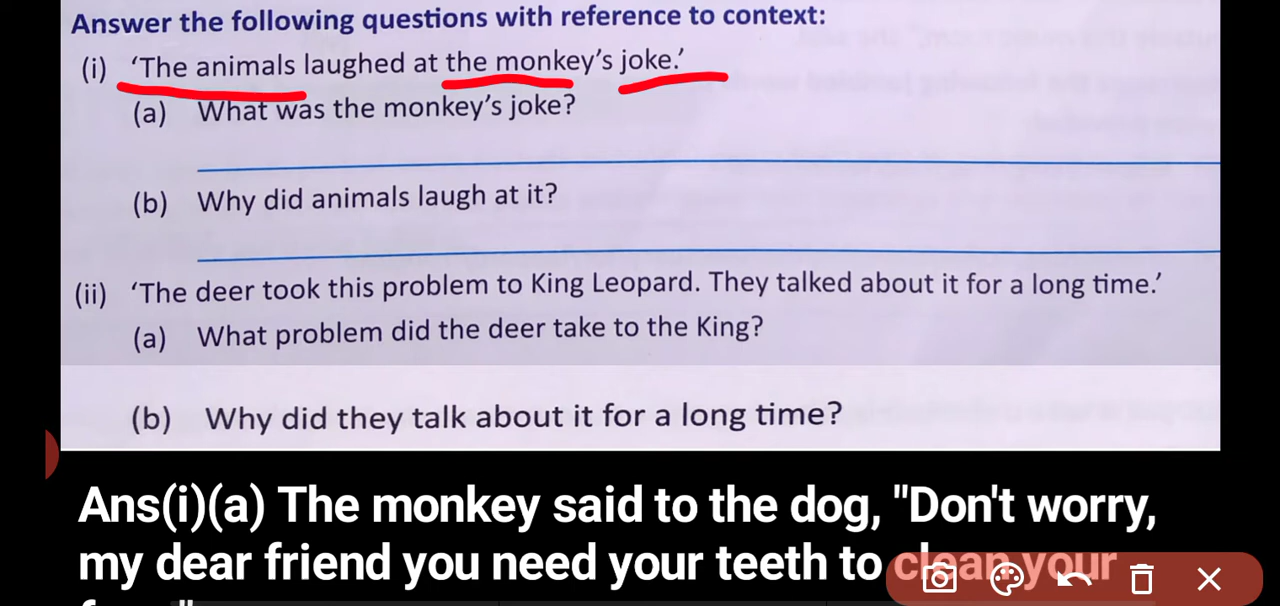 Answer the following questions with reference to context:
(i) ‘The animals laughed at the monkey’s joke.’
(a) What was the monkey’s joke?
(b) Why did animals laugh at it?
(ii) ‘The deer took this problem to King Leopard. They talked about it for a long time.’
(a) What problem did the deer take to the King?
(b) Why did they talk about it for a long time?
Ans(i)(a) The monkey said to the dog, "Don't worry,
my dear friend you need your teeth to clean your